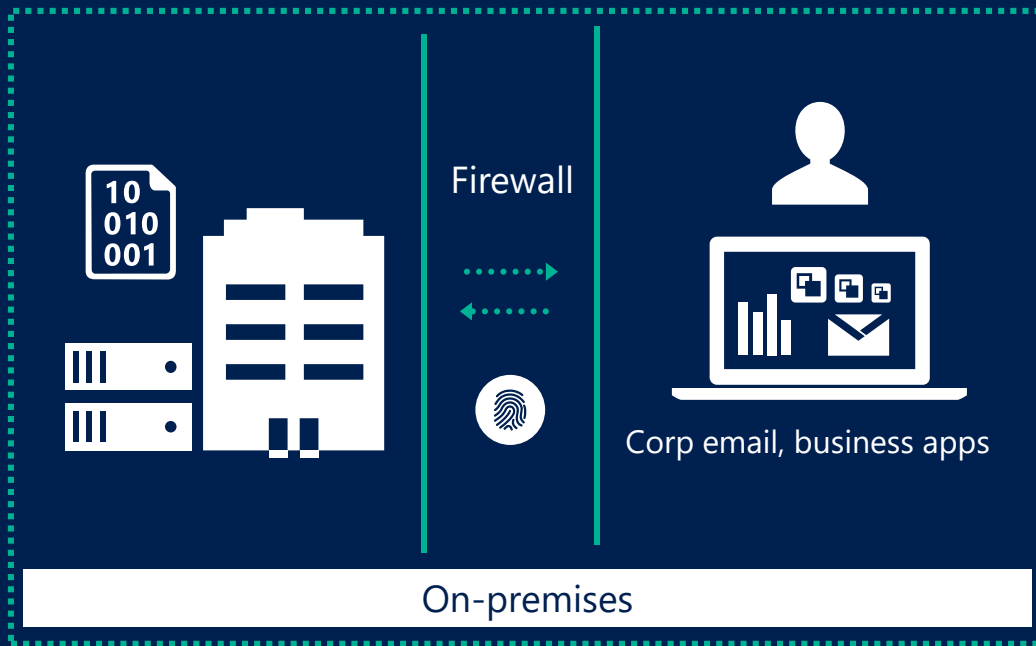 10
010
001
Firewall
Corp email, business apps
On-premises